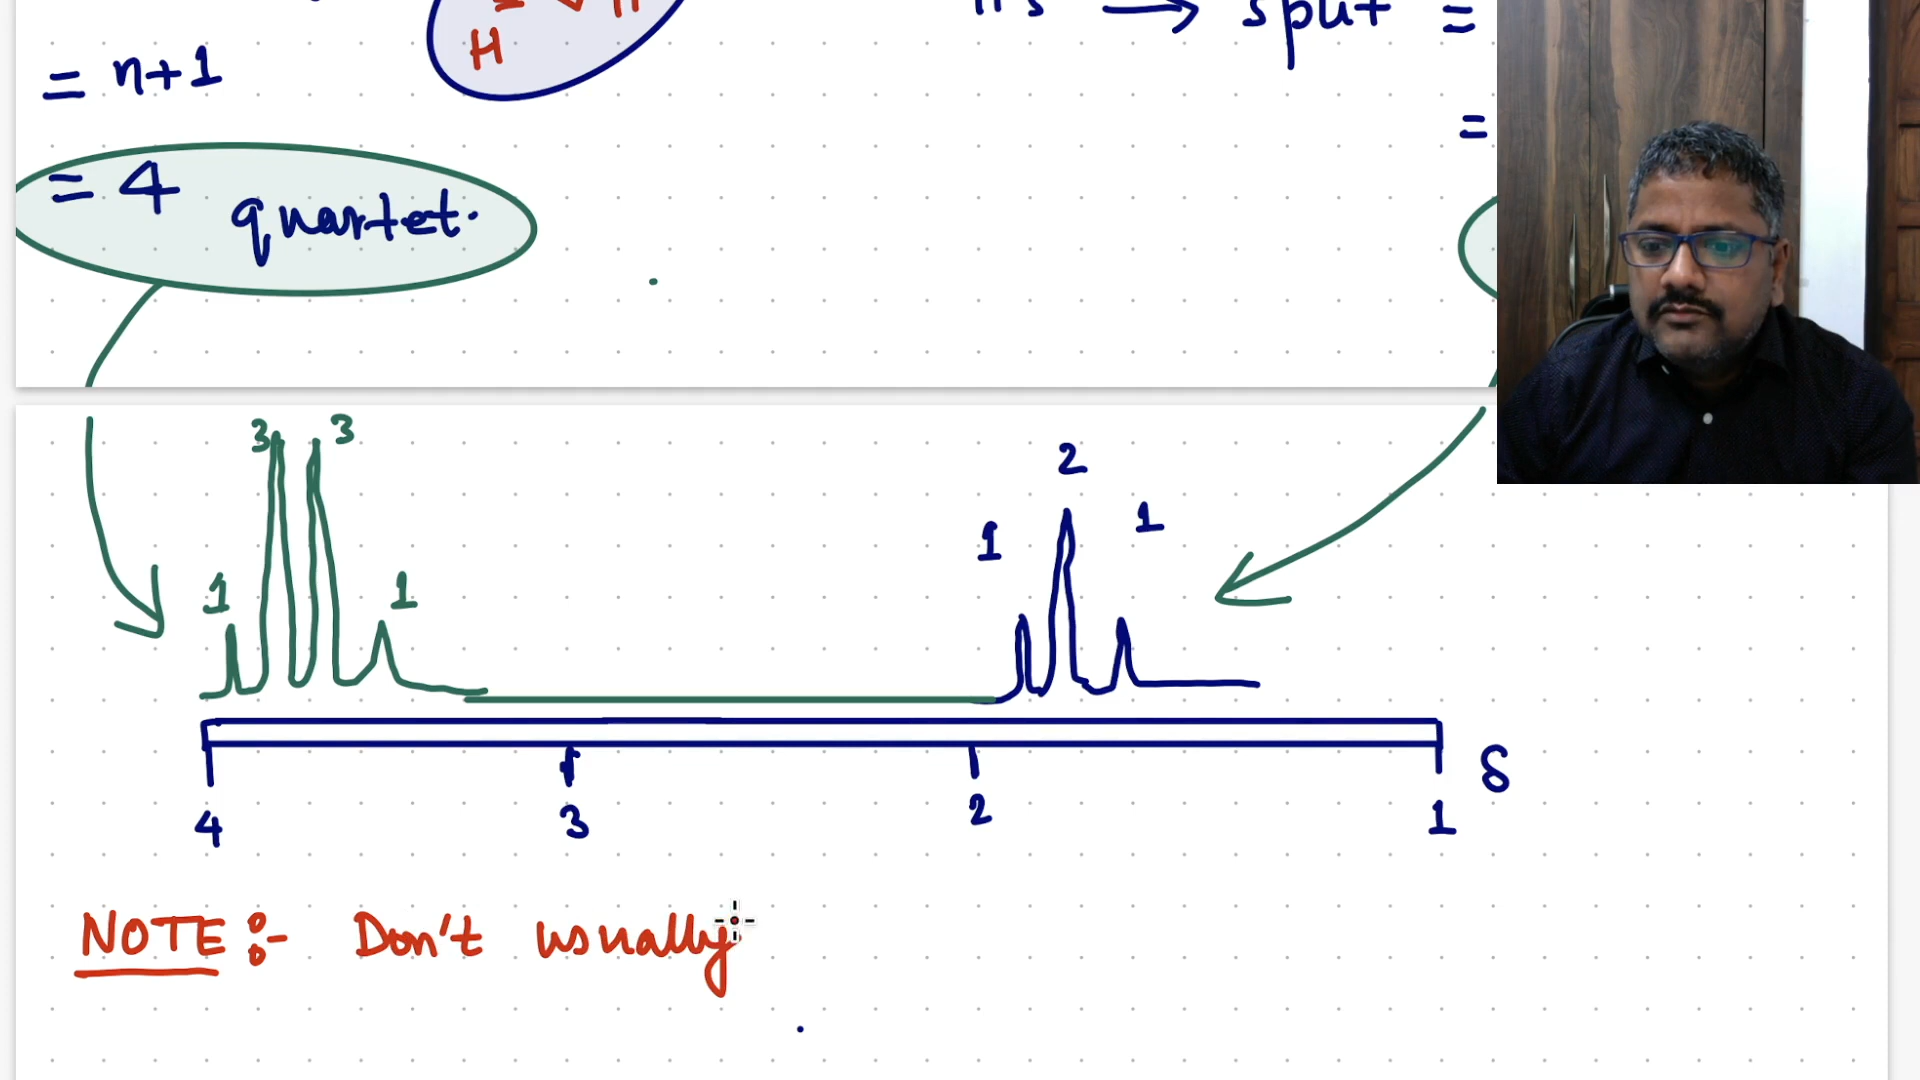 H
split =
= n+1
=
= 4 quartet.
3 3
2
1
1
1 1
δ
4 3 2 1
NOTE :- Don't usually